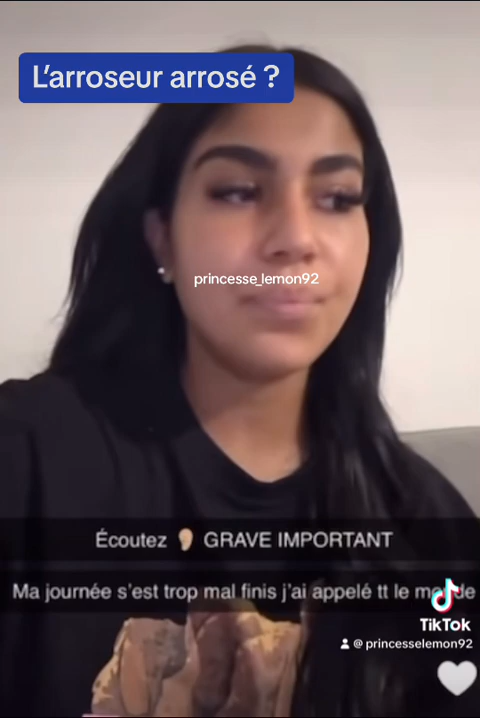 L'arroseur arrosé ?
princesse_lemon92
Écoutez 👂 GRAVE IMPORTANT
Ma journée s'est trop mal finis j'ai appelé tt le monde
TikTok
@ princesselemon92